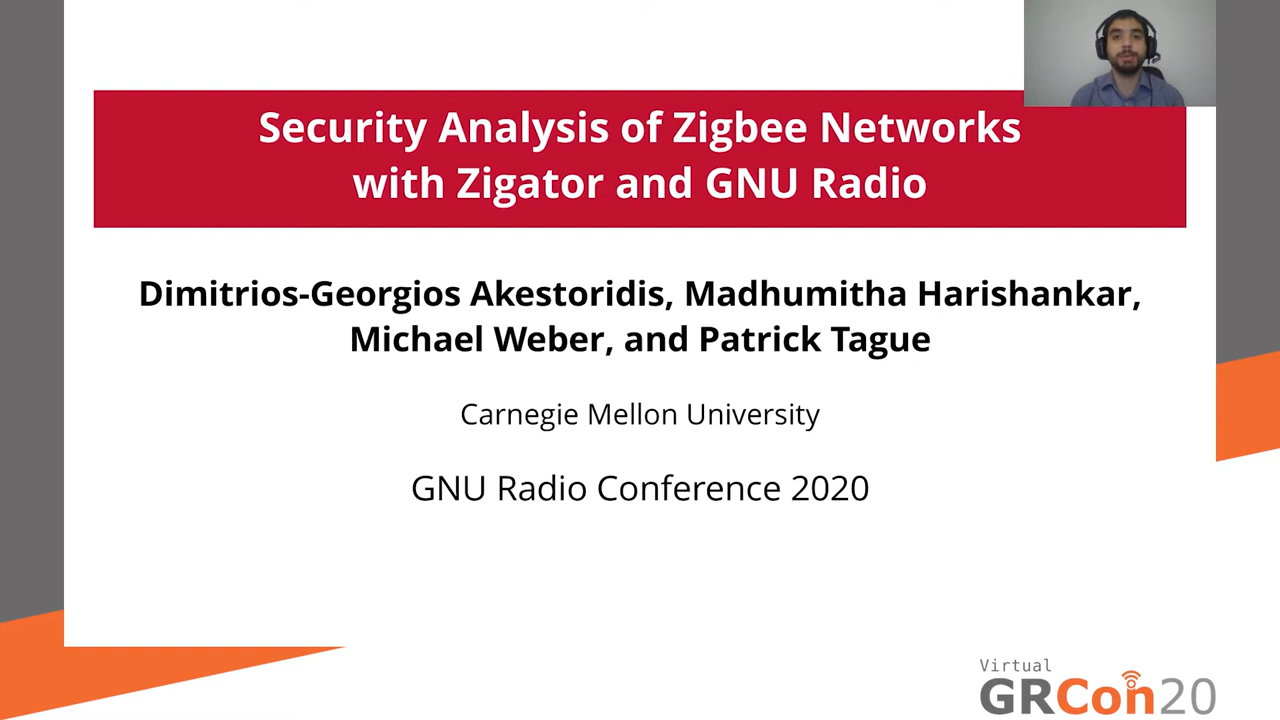 Security Analysis of Zigbee Networks
with Zigator and GNU Radio
Dimitrios-Georgios Akestoridis, Madhumitha Harishankar,
Michael Weber, and Patrick Tague
Carnegie Mellon University
GNU Radio Conference 2020
Virtual
GRCon20